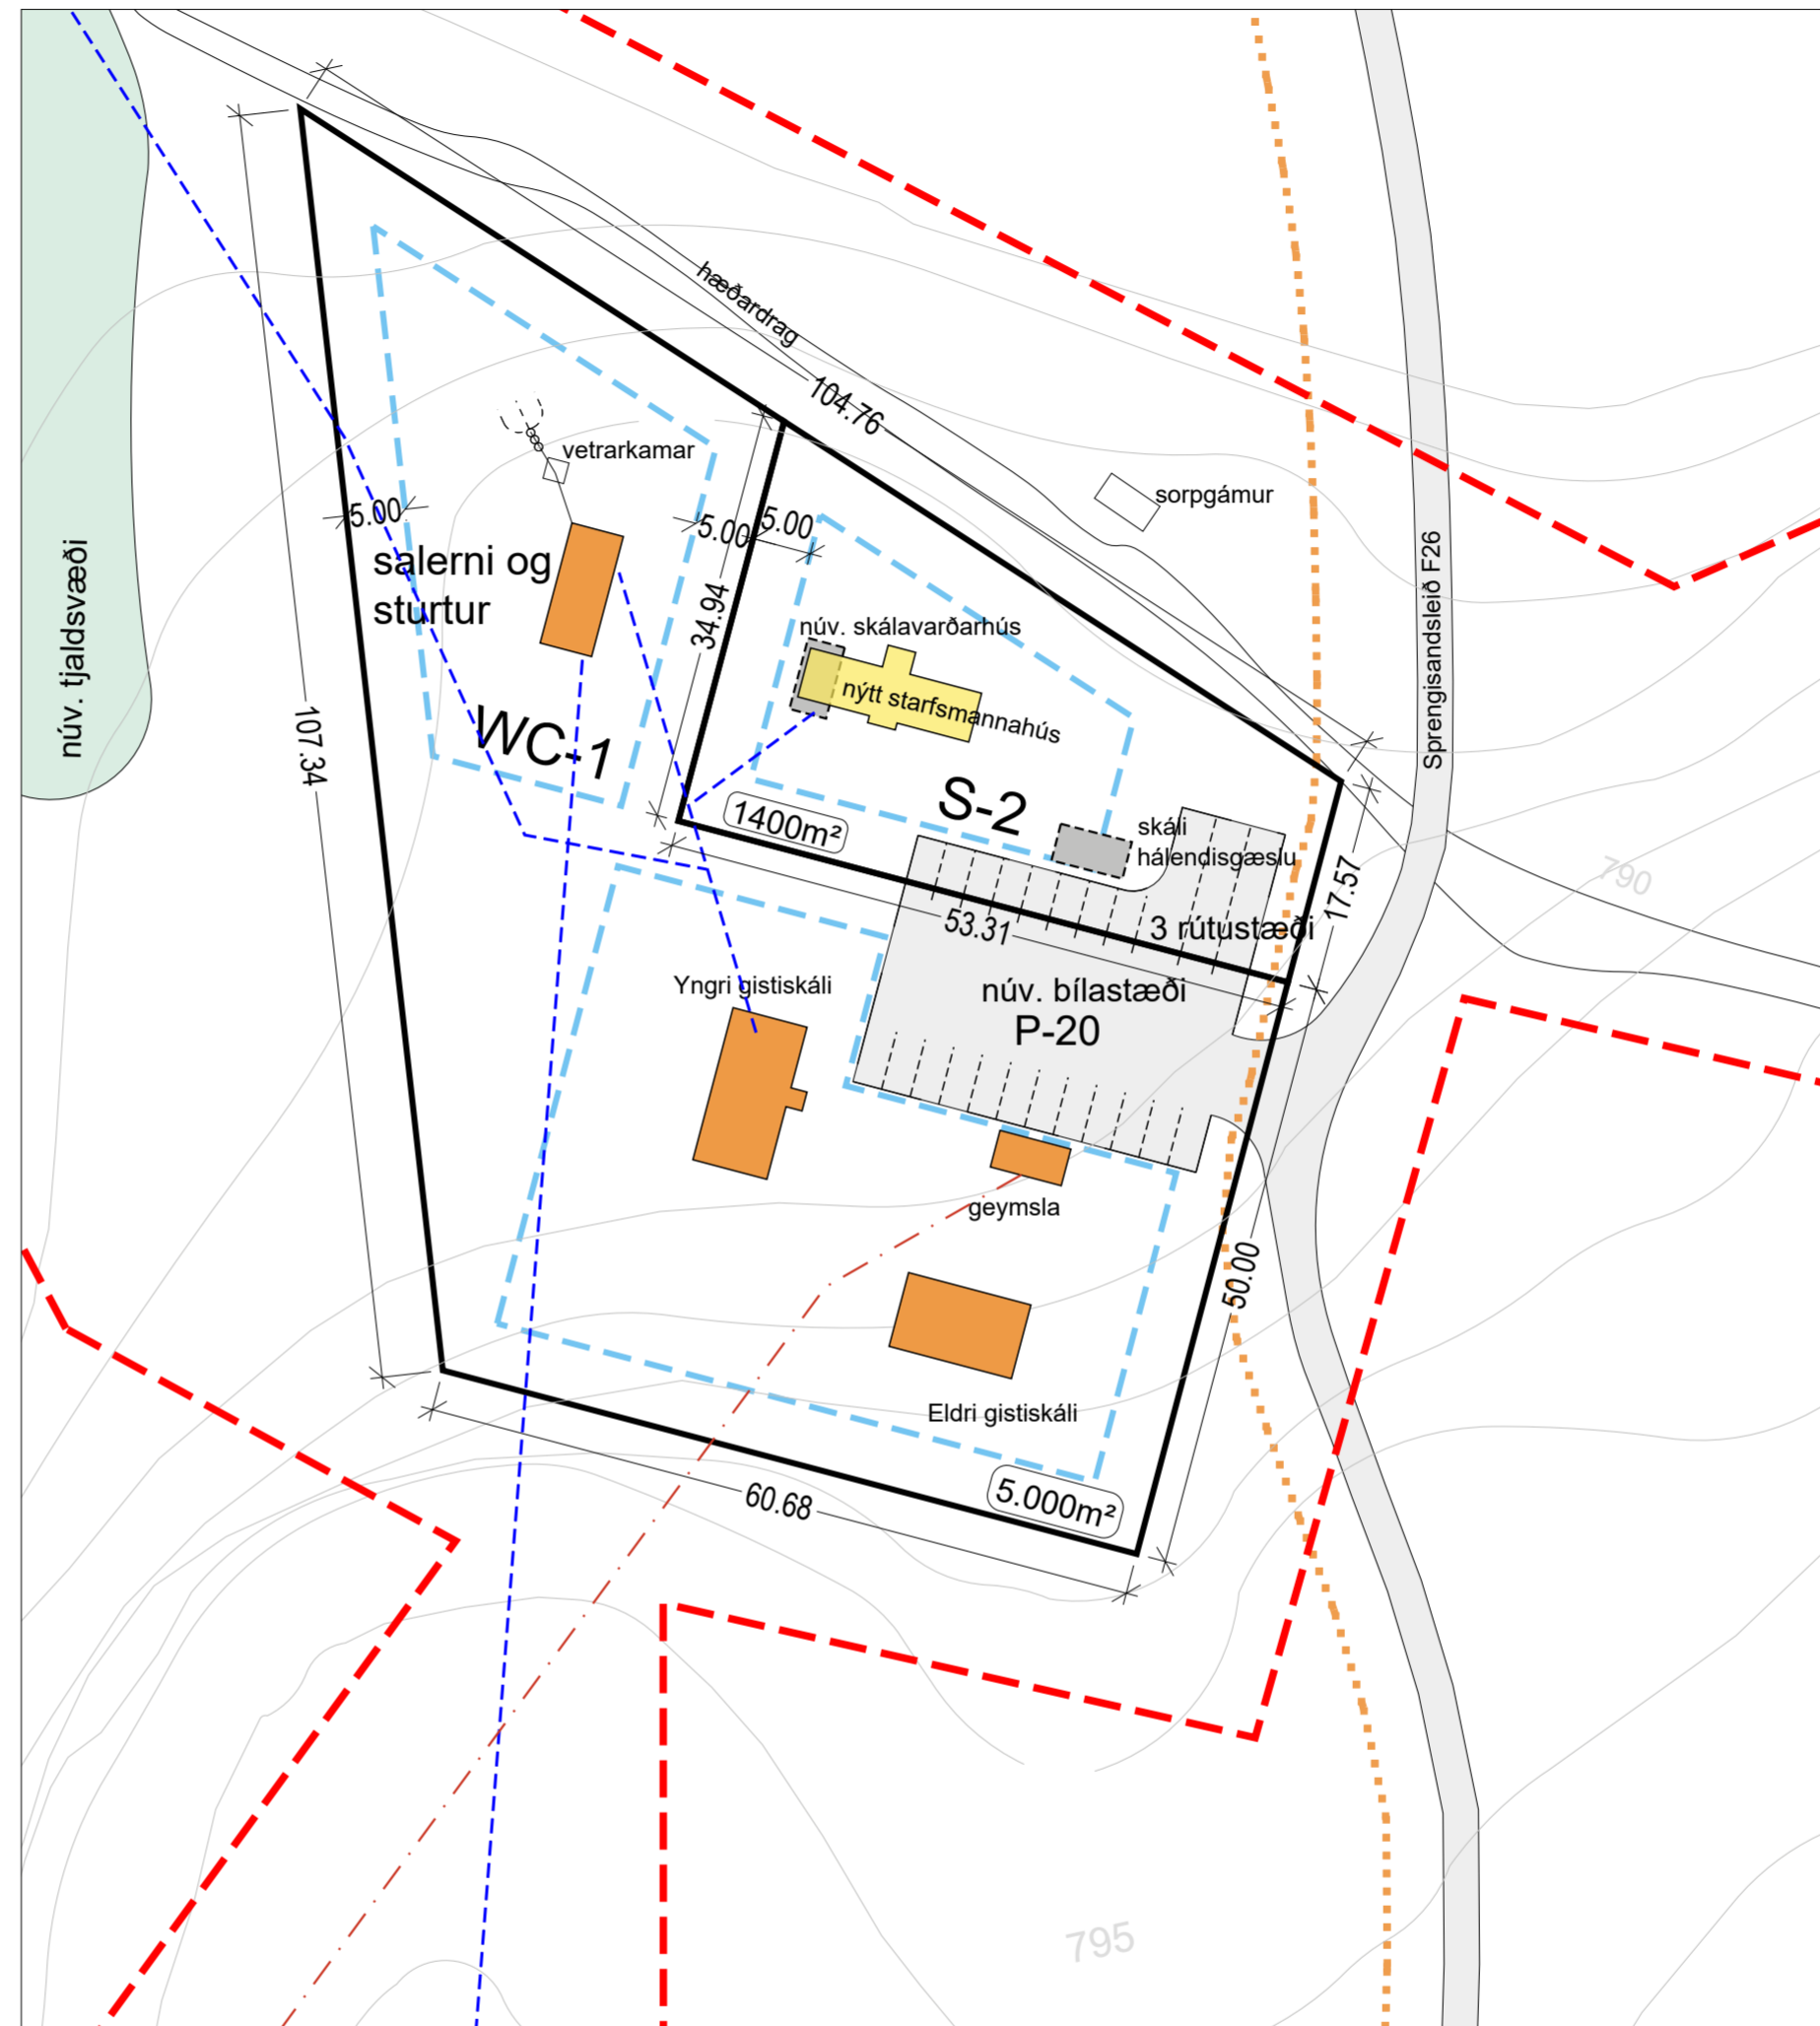 hæðardrag
104.76
vetrarkamar
sorpgámur
5.00
5.00
5.00
salerni og
sturtur
núv. tjaldsvæði
Sprengisandsleið F26
34.94
núv. skálavarðarhús
nýtt starfsmannahús
WC-1
107.34
S-2
1400m²
skáli
hálendisgæslu
790
17.57
53.31
3 rútustæði
Yngri gistiskáli
núv. bílastæði
P-20
geymsla
50.00
Eldri gistiskáli
60.68
5.000m²
795